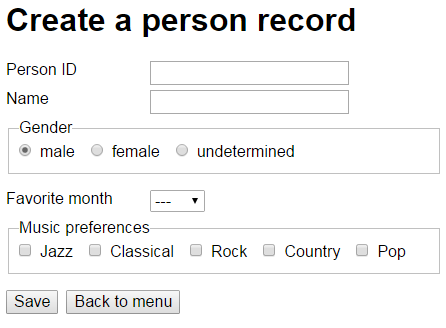 Create a person record
Person ID
Name
Gender
male female undetermined
Favorite month ---
Music preferences
Jazz Classical Rock Country Pop
Save Back to menu